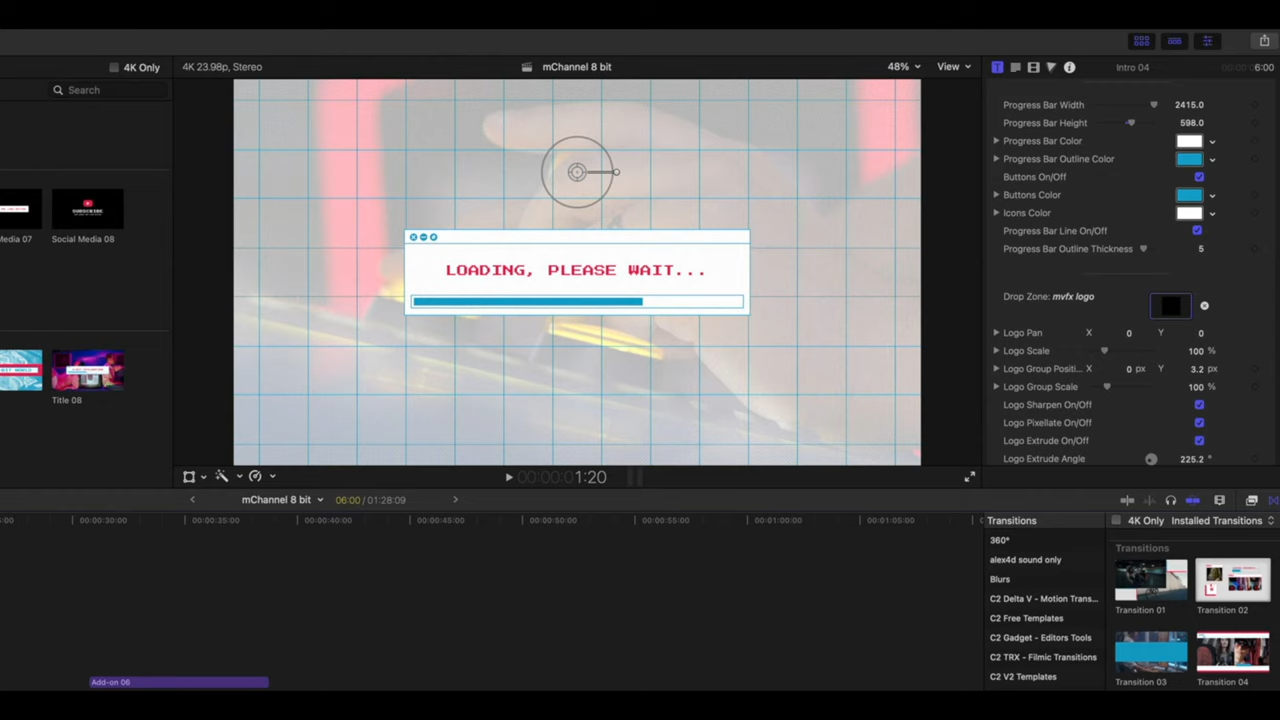 4K Only
4K 23.98p, Stereo
mChannel 8 bit
48%
View
Intro 04
6:00
Search
Progress Bar Width 2415.0
Progress Bar Height 598.0
Progress Bar Color
Progress Bar Outline Color
Buttons On/Off
Buttons Color
Icons Color
Progress Bar Line On/Off
Progress Bar Outline Thickness 5
Media 07
Social Media 08
SUBSCRIBE
LOADING, PLEASE WAIT...
Drop Zone: mvfx logo
Logo Pan X 0 Y 0
Logo Scale 100 %
Logo Group Positi... X 0 px Y 3.2 px
Logo Group Scale 100 %
Logo Sharpen On/Off
Logo Pixellate On/Off
Logo Extrude On/Off
Logo Extrude Angle 225.2 °
Title 08
00:00:00:01:20
mChannel 8 bit
06:00 / 01:28:09
00:00:30:00
00:00:35:00
00:00:40:00
00:00:45:00
00:00:50:00
00:00:55:00
00:01:00:00
00:01:05:00
Transitions
4K Only
Installed Transitions
360°
alex4d sound only
Blurs
C2 Delta V - Motion Trans...
C2 Free Templates
C2 Gadget - Editors Tools
C2 TRX - Filmic Transitions
C2 V2 Templates
Transitions
Transition 01
Transition 02
Transition 03
Transition 04
Add-on 06